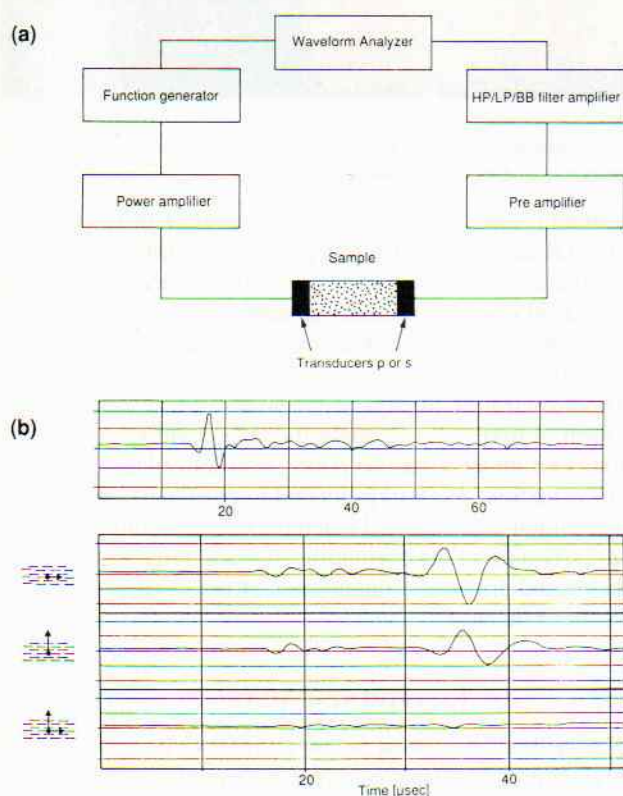 (a)
Waveform Analyzer
Function generator
HP/LP/BB filter amplifier
Power amplifier
Pre amplifier
Sample
Transducers p or s
(b)
20 40 60
20 40
Time [usec]